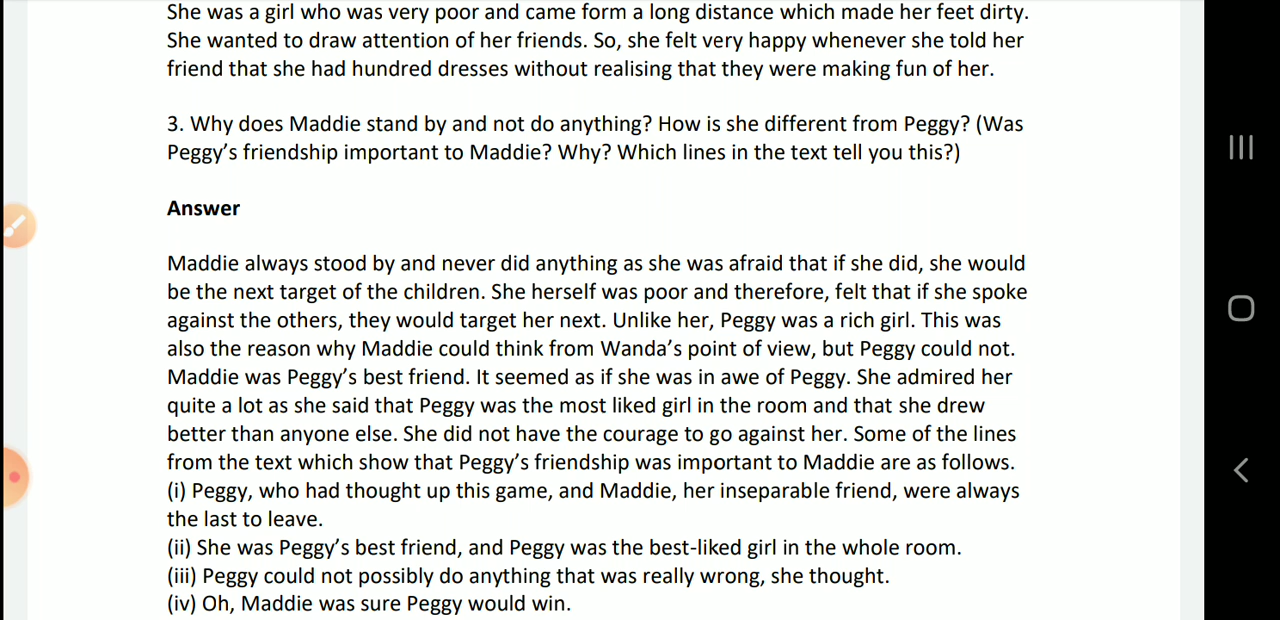 She was a girl who was very poor and came form a long distance which made her feet dirty.
She wanted to draw attention of her friends. So, she felt very happy whenever she told her
friend that she had hundred dresses without realising that they were making fun of her.
3. Why does Maddie stand by and not do anything? How is she different from Peggy? (Was
Peggy’s friendship important to Maddie? Why? Which lines in the text tell you this?)
Answer
Maddie always stood by and never did anything as she was afraid that if she did, she would
be the next target of the children. She herself was poor and therefore, felt that if she spoke
against the others, they would target her next. Unlike her, Peggy was a rich girl. This was
also the reason why Maddie could think from Wanda’s point of view, but Peggy could not.
Maddie was Peggy’s best friend. It seemed as if she was in awe of Peggy. She admired her
quite a lot as she said that Peggy was the most liked girl in the room and that she drew
better than anyone else. She did not have the courage to go against her. Some of the lines
from the text which show that Peggy’s friendship was important to Maddie are as follows.
(i) Peggy, who had thought up this game, and Maddie, her inseparable friend, were always
the last to leave.
(ii) She was Peggy’s best friend, and Peggy was the best-liked girl in the whole room.
(iii) Peggy could not possibly do anything that was really wrong, she thought.
(iv) Oh, Maddie was sure Peggy would win.